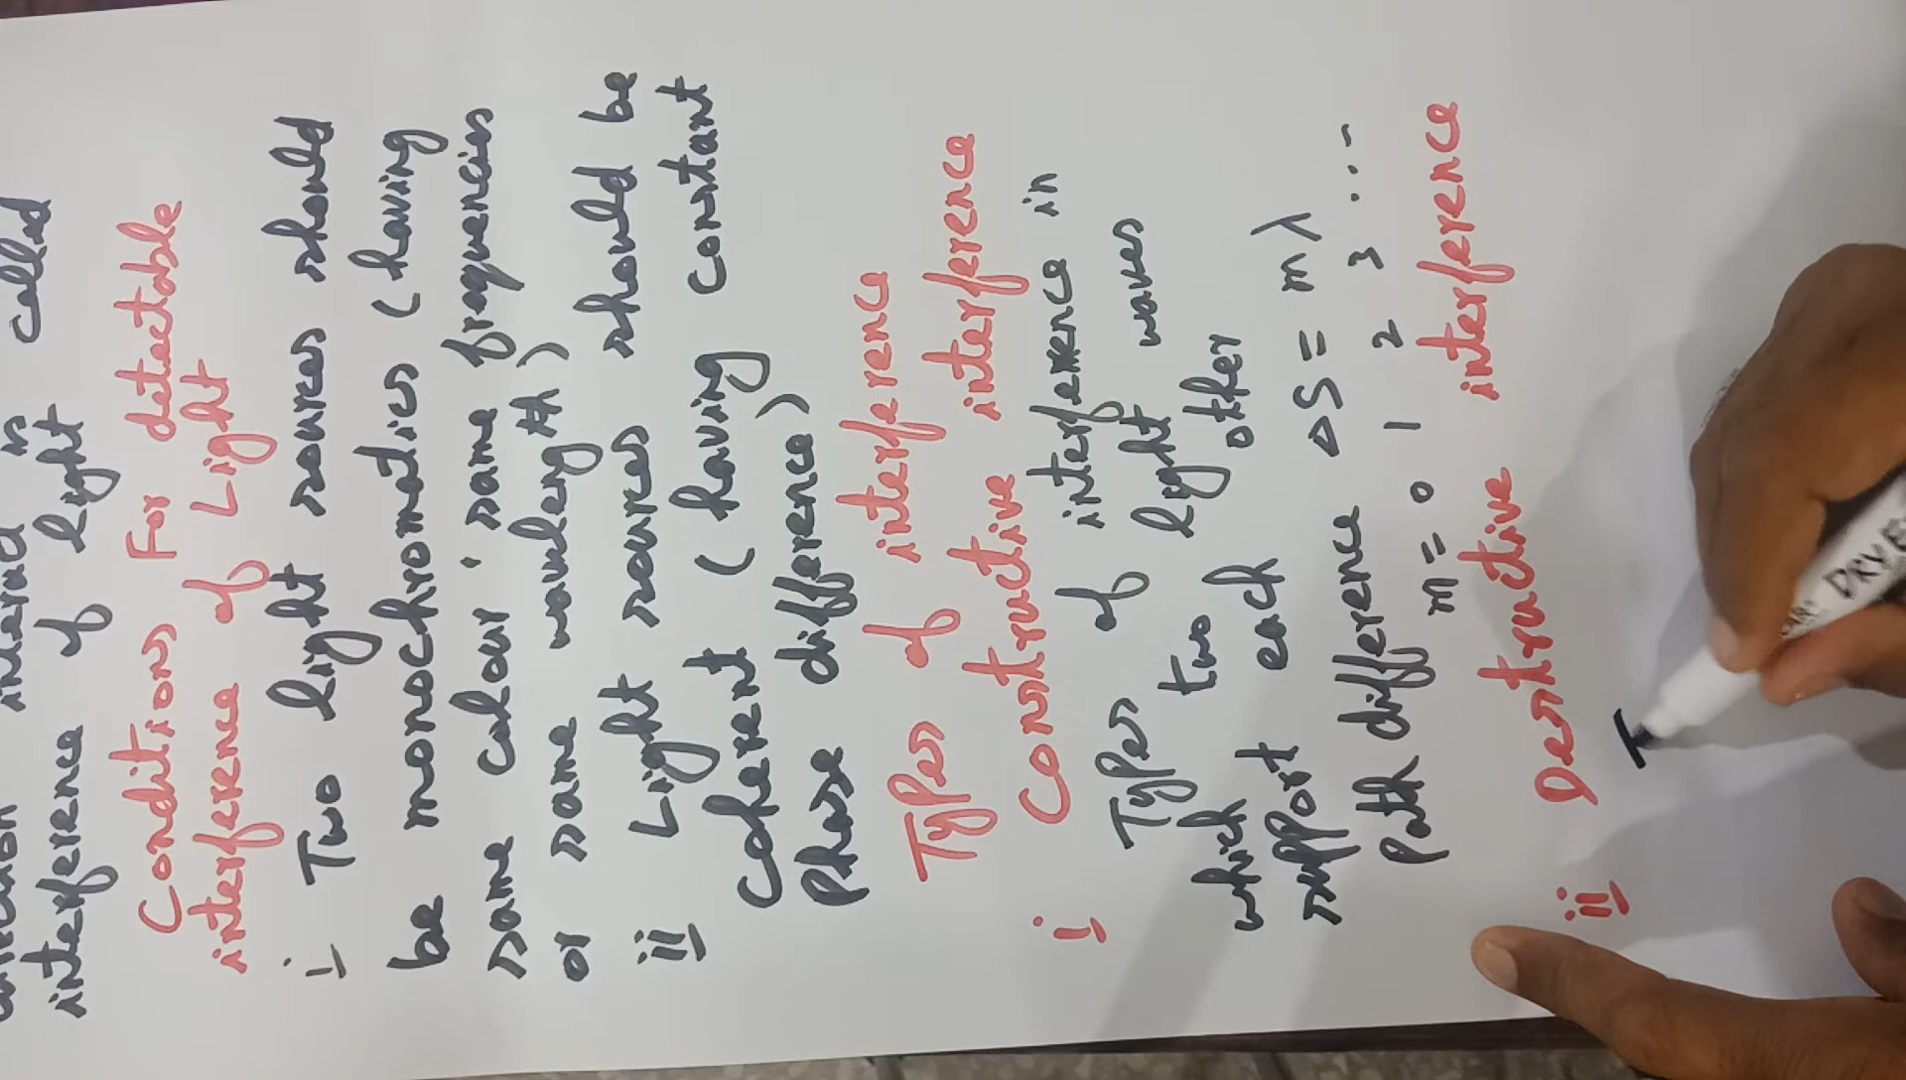 interference of light is called
Conditions For detectable
interference of Light
i Two light sources should
be monochromatics (having
same colour, same frequencies
or same wavelength)
ii Light sources should be
Coherent (having constant
Phase difference)
Types of interference
i Constructive interference
Types of interference in
which two light waves
support each other
Path difference ΔS = mλ
m = 0 1 2 3 ...
ii Destructive interference
T
DRY E